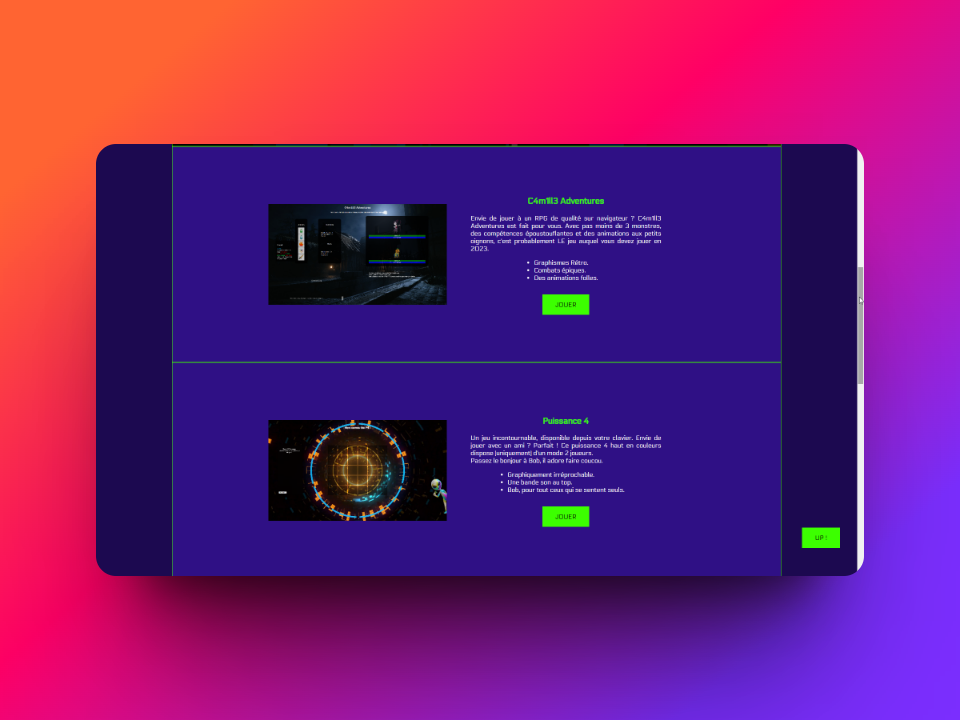 C4m1ll3 Adventures
Envie de jouer à un RPG de qualité sur navigateur ? C4m1ll3
Adventures est fait pour vous. Avec pas moins de 3 monstres,
des compétences époustouflantes et des animations aux petits
oignons, c'est probablement LE jeu auquel vous devez jouer en
2023.
• Graphismes Rétro.
• Combats épiques.
• Des animations folles.
JOUER
Puissance 4
Un jeu incontournable, disponible depuis votre clavier. Envie de
jouer avec un ami ? Parfait ! Ce puissance 4 haut en couleurs
dispose (uniquement) d'un mode 2 joueurs.
Passez le bonjour à Bob, il adore faire coucou.
• Graphiquement irréprochable.
• Une bande son au top.
• Bob, pour tout ceux qui se sentent seuls.
JOUER
UP !